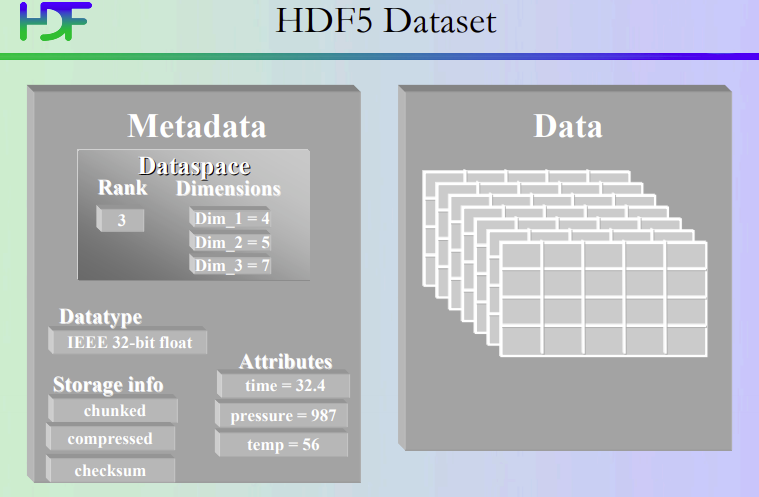 HDF
HDF5 Dataset
Metadata
Dataspace
Rank
Dimensions
3
Dim_1 = 4
Dim_2 = 5
Dim_3 = 7
Datatype
IEEE 32-bit float
Storage info
chunked
compressed
checksum
Attributes
time = 32.4
pressure = 987
temp = 56
Data